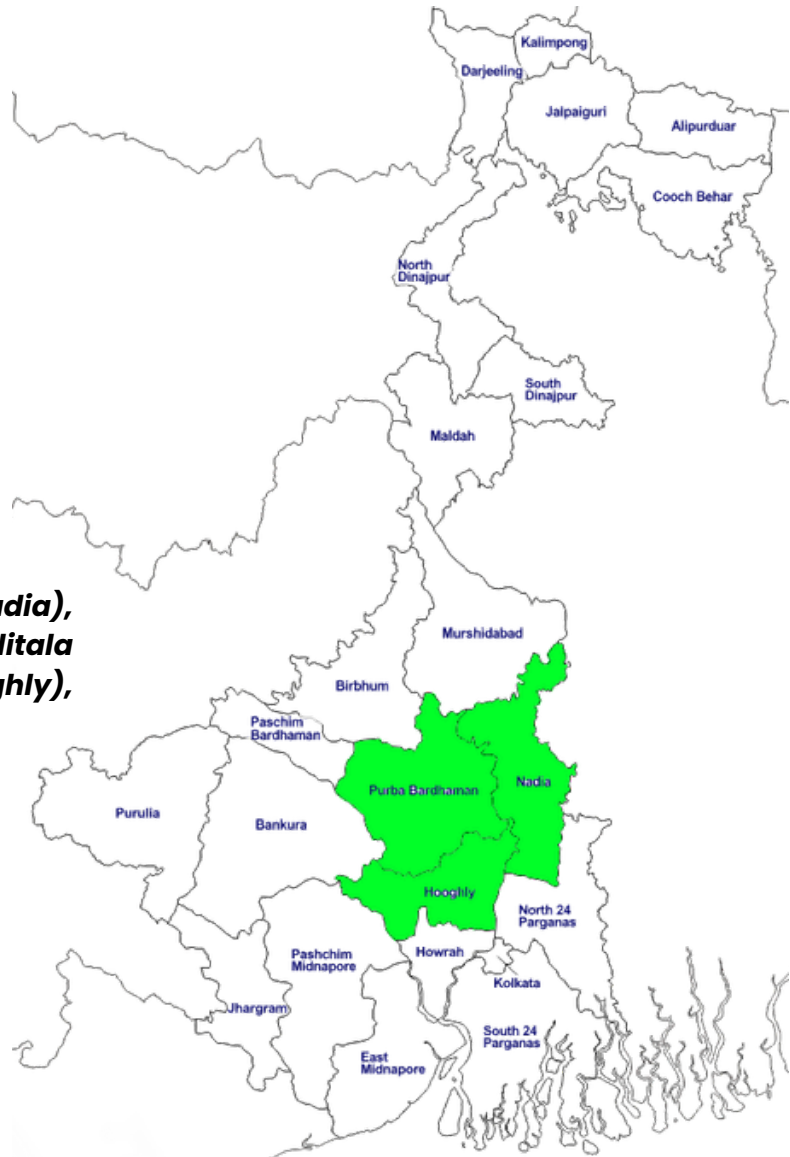 Kalimpong
Darjeeling
Jalpaiguri
Alipurduar
Cooch Behar
North
Dinajpur
South
Dinajpur
Maldah
dia),
litala
ghly),
Murshidabad
Birbhum
Paschim
Bardhaman
Purba Bardhaman
Nadia
Purulia
Bankura
Hooghly
North 24
Parganas
Pashchim
Midnapore
Howrah
Kolkata
Jhargram
South 24
Parganas
East
Midnapore